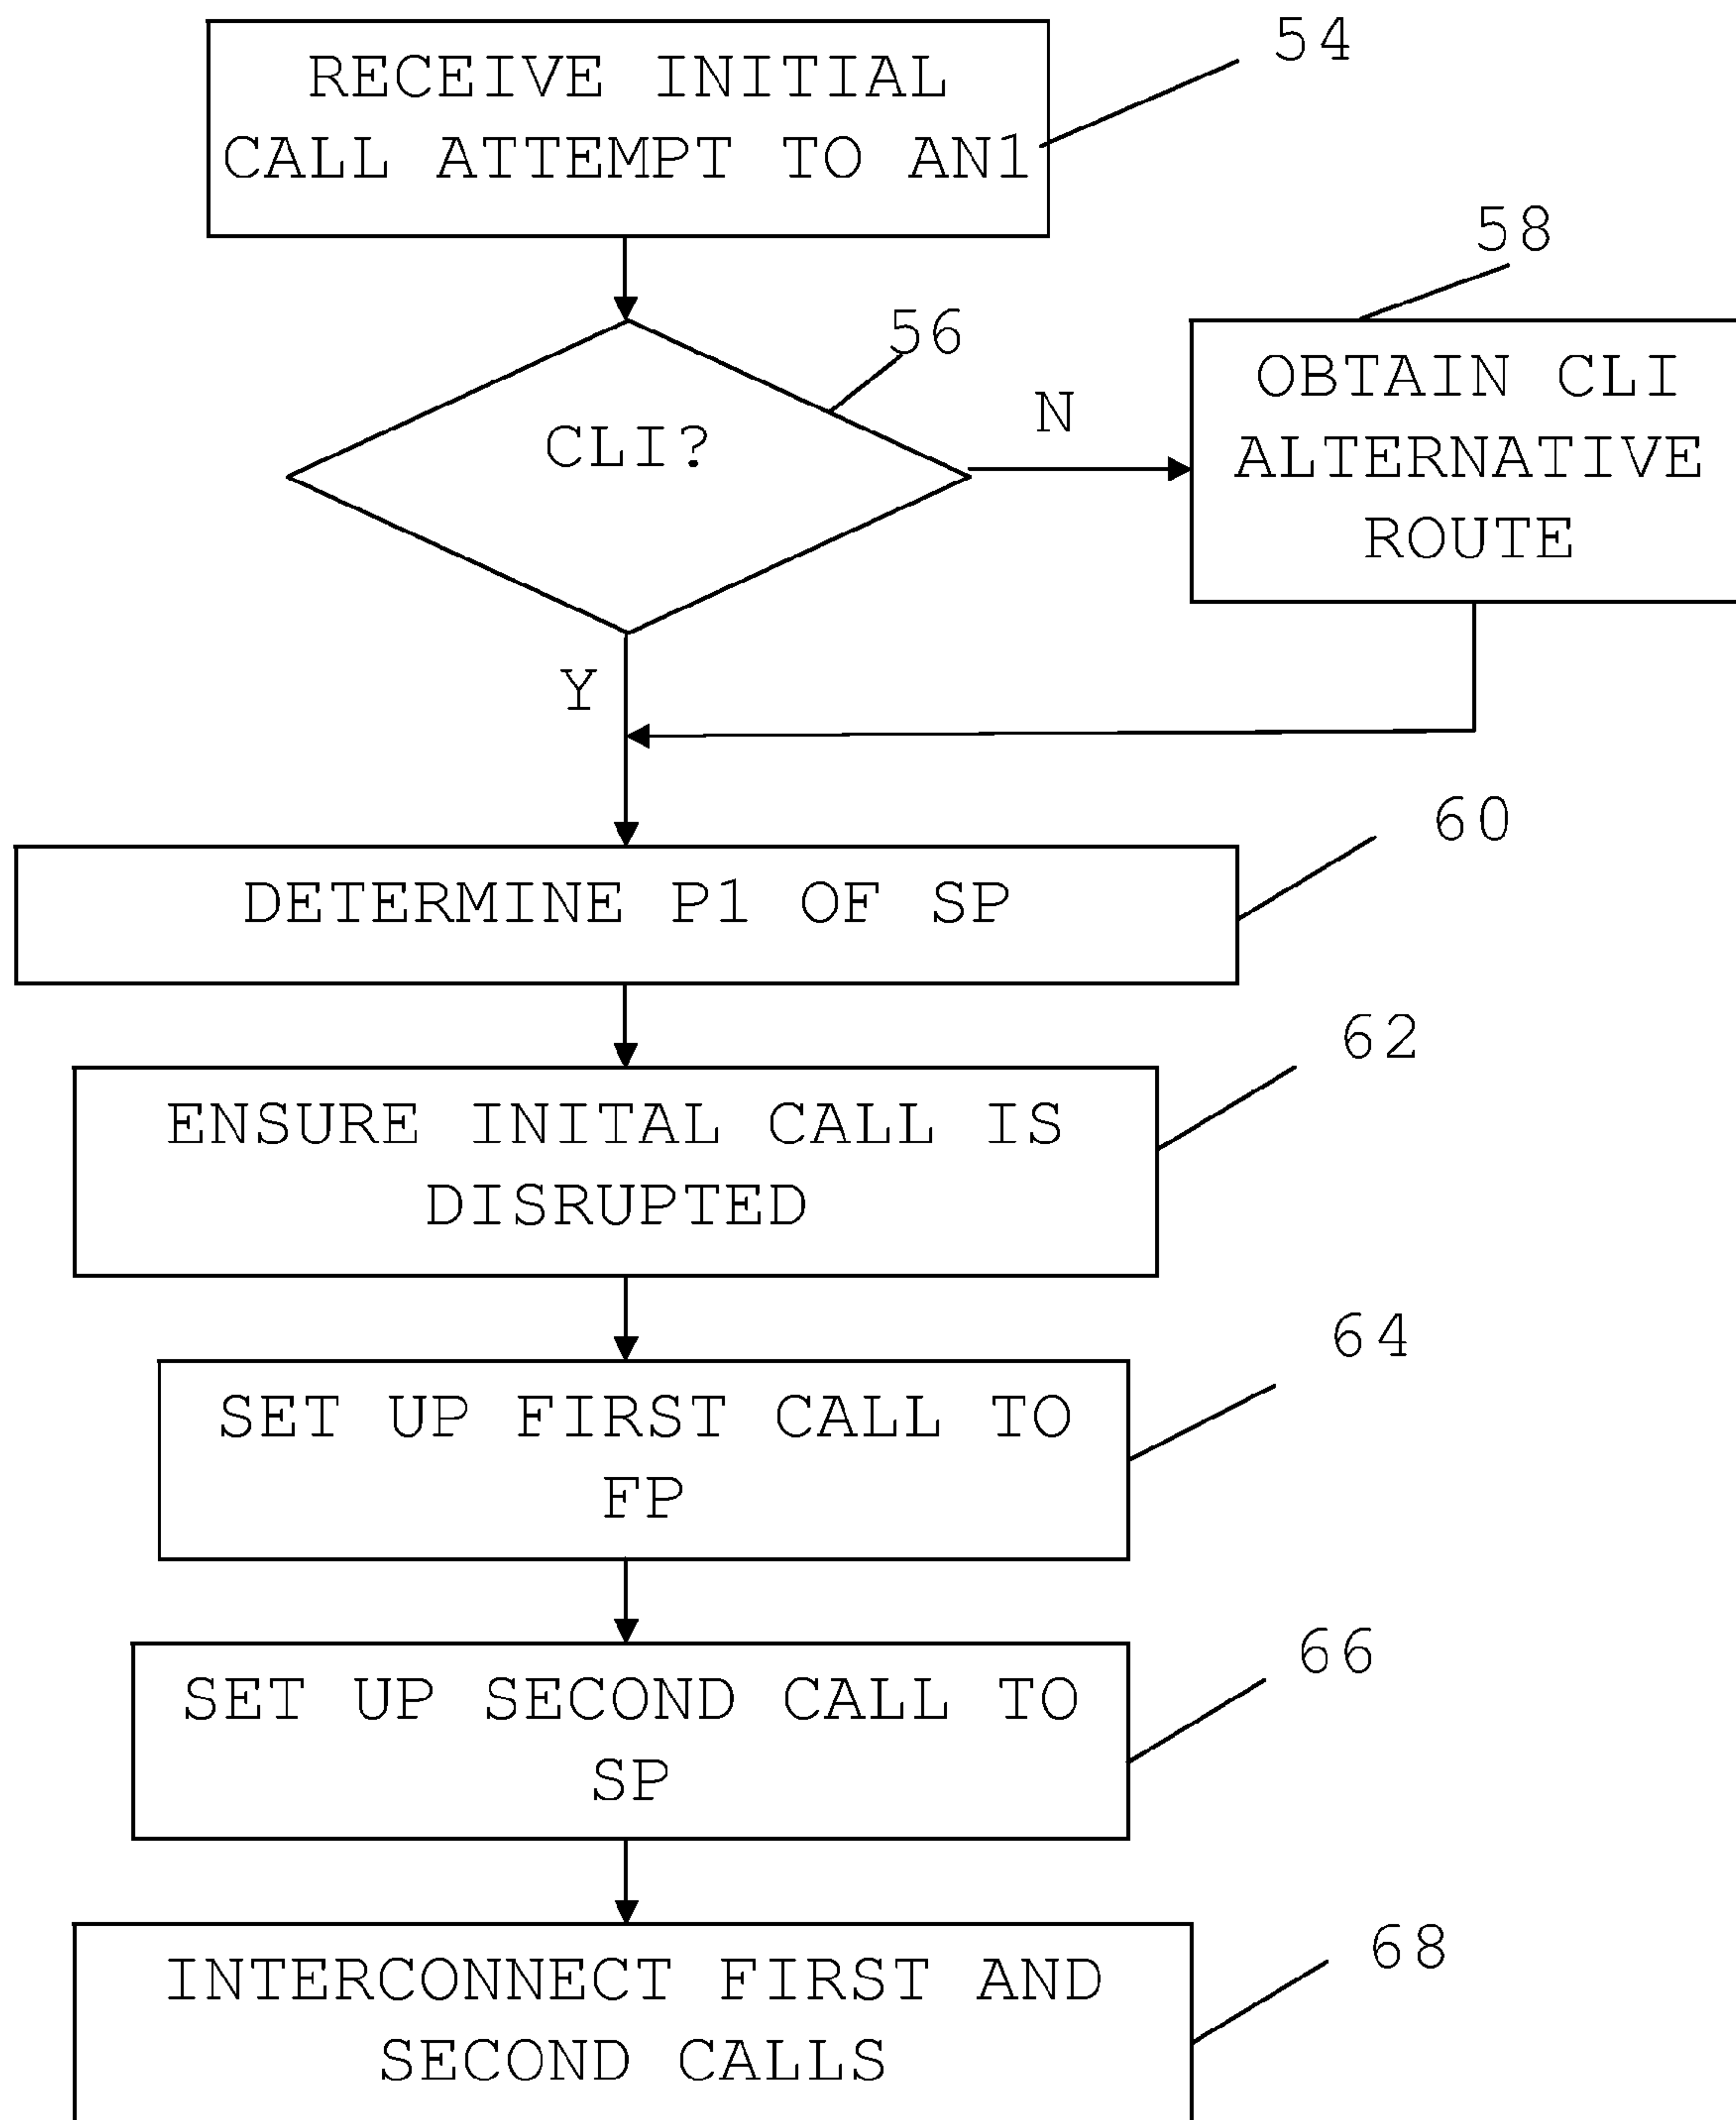 RECEIVE INITIAL
CALL ATTEMPT TO AN1
54
CLI?
56
N
58
OBTAIN CLI
ALTERNATIVE
ROUTE
Y
DETERMINE P1 OF SP
60
ENSURE INITAL CALL IS
DISRUPTED
62
SET UP FIRST CALL TO
FP
64
SET UP SECOND CALL TO
SP
66
INTERCONNECT FIRST AND
SECOND CALLS
68